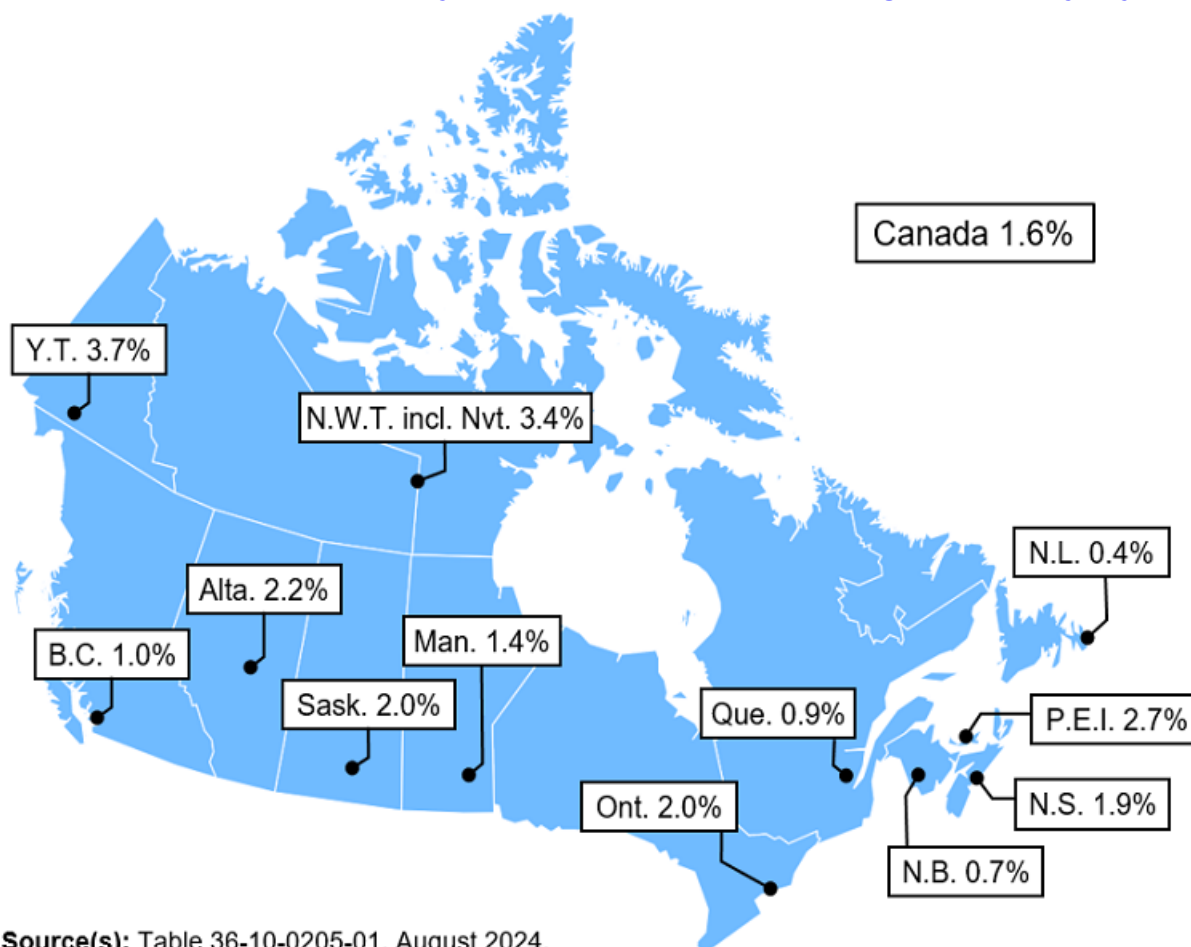 Canada 1.6%
Y.T. 3.7%
N.W.T. incl. Nvt. 3.4%
N.L. 0.4%
Alta. 2.2%
Man. 1.4%
B.C. 1.0%
Sask. 2.0%
Que. 0.9%
P.E.I. 2.7%
Ont. 2.0%
N.S. 1.9%
N.B. 0.7%
Source(s): Table 36-10-0205-01, August 2024.